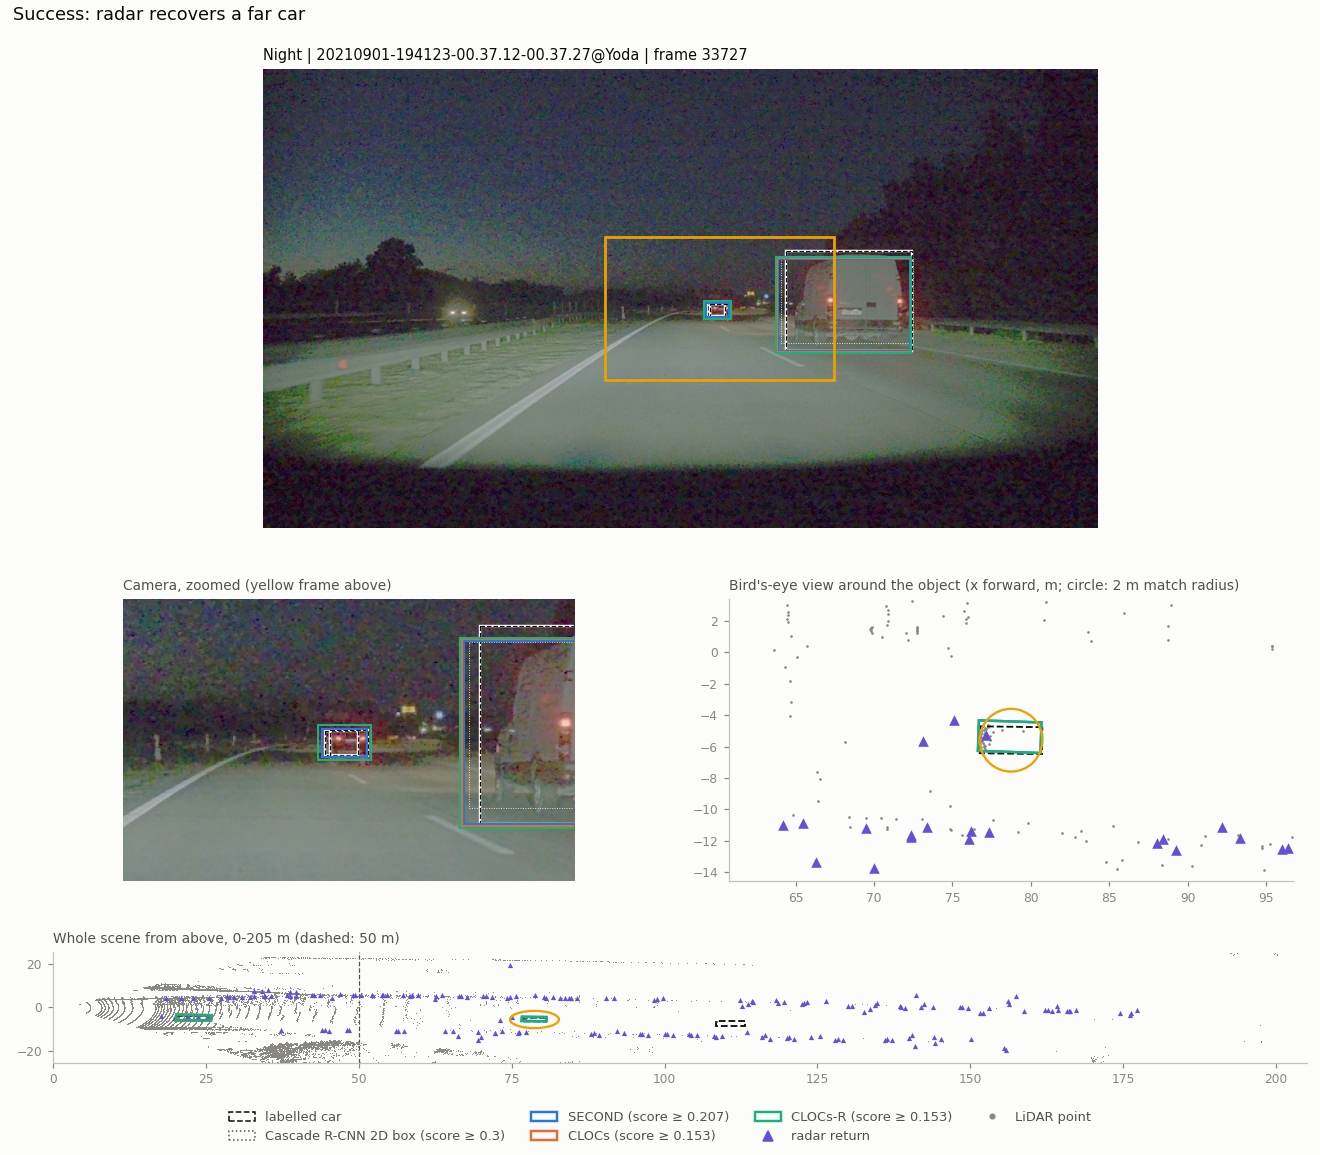 Success: radar recovers a far car
Night | 20210901-194123-00.37.12-00.37.27@Yoda | frame 33727
Camera, zoomed (yellow frame above)
Bird's-eye view around the object (x forward, m; circle: 2 m match radius)
2
0
−2
−4
−6
−8
−10
−12
−14
65 70 75 80 85 90 95
Whole scene from above, 0-205 m (dashed: 50 m)
20
0
−20
0 25 50 75 100 125 150 175 200
labelled car
Cascade R-CNN 2D box (score ≥ 0.3)
SECOND (score ≥ 0.207)
CLOCs (score ≥ 0.153)
CLOCs-R (score ≥ 0.153)
radar return
LiDAR point